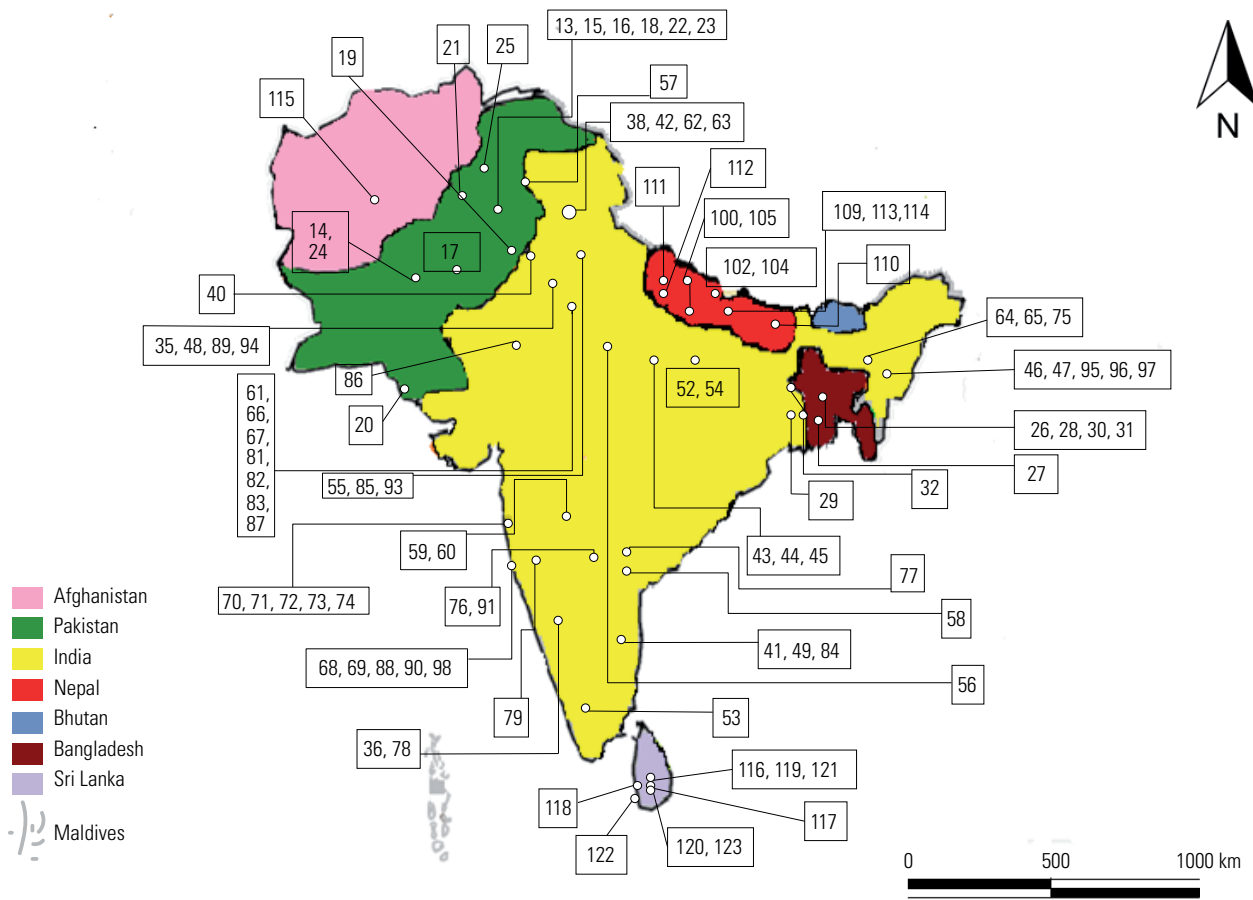 13, 15, 16, 18, 22, 23
21
25
19
57
115
38, 42, 62, 63
N
112
111
109, 113,114
100, 105
14,
24
17
102, 104
110
40
64, 65, 75
35, 48, 89, 94
46, 47, 95, 96, 97
86
52, 54
61,
66,
67,
81,
82,
83,
87
20
26, 28, 30, 31
27
55, 85, 93
29
32
59, 60
43, 44, 45
77
70, 71, 72, 73, 74
76, 91
58
41, 49, 84
68, 69, 88, 90, 98
56
79
53
36, 78
116, 119, 121
118
117
122
120, 123
Afghanistan
Pakistan
India
Nepal
Bhutan
Bangladesh
Sri Lanka
Maldives
0 500 1000 km